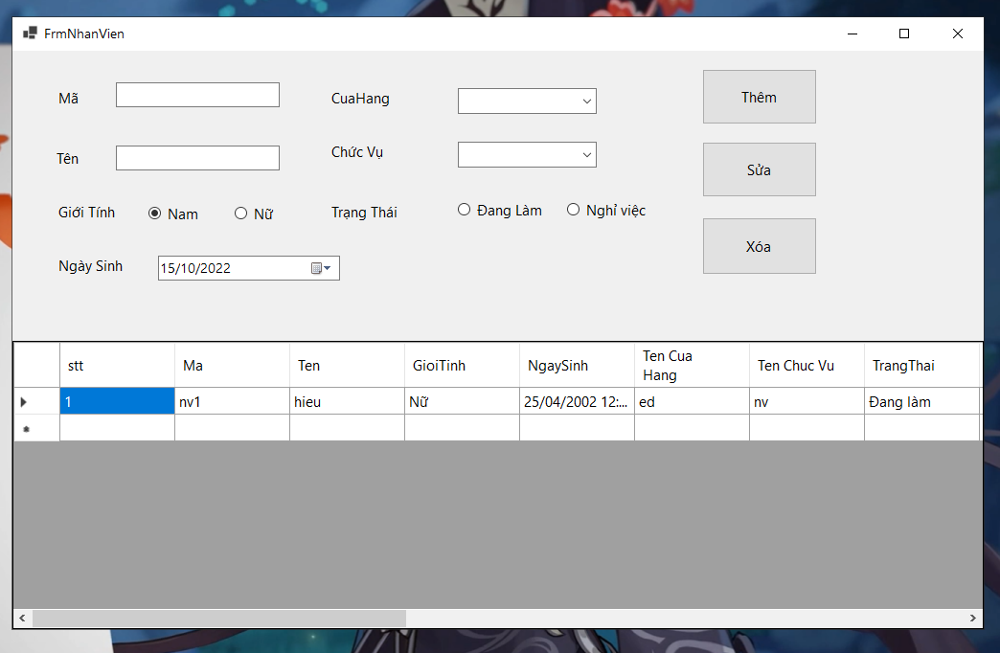 FrmNhanVien
Mã
CuaHang
Thêm
Tên
Chức Vụ
Sửa
Giới Tính
Nam
Nữ
Trạng Thái
Đang Làm
Nghỉ việc
Xóa
Ngày Sinh
15/10/2022
stt Ma Ten GioiTinh NgaySinh Ten Cua Hang Ten Chuc Vu TrangThai
1 nv1 hieu Nữ 25/04/2002 12:... ed nv Đang làm